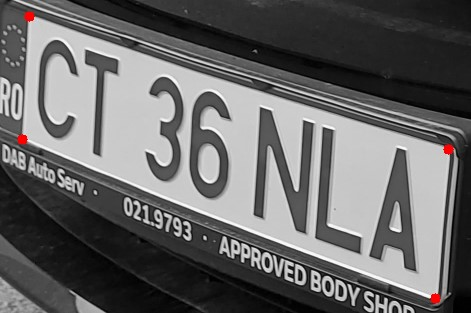 RO CT 36 NLA
DAB Auto Serv · 021.9793 · APPROVED BODY SHOP